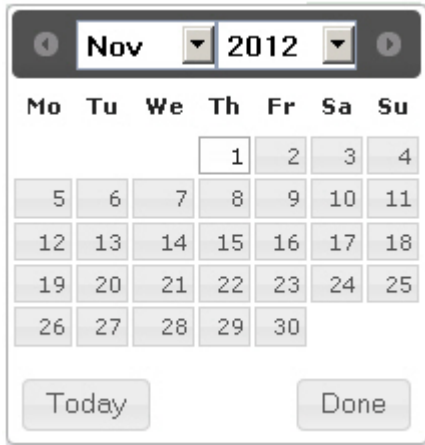 Nov 2012
Mo Tu We Th Fr Sa Su
1 2 3 4
5 6 7 8 9 10 11
12 13 14 15 16 17 18
19 20 21 22 23 24 25
26 27 28 29 30
Today Done